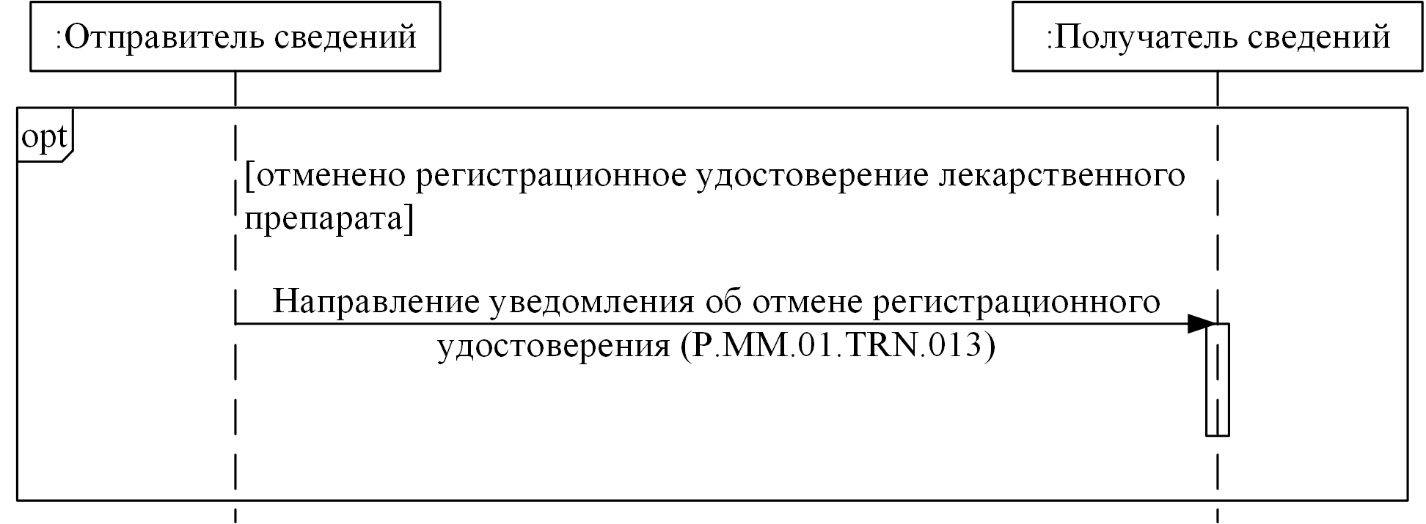 :Отправитель сведений
:Получатель сведений
opt
[отменено регистрационное удостоверение лекарственного
препарата]
Направление уведомления об отмене регистрационного
удостоверения (P.MM.01.TRN.013)